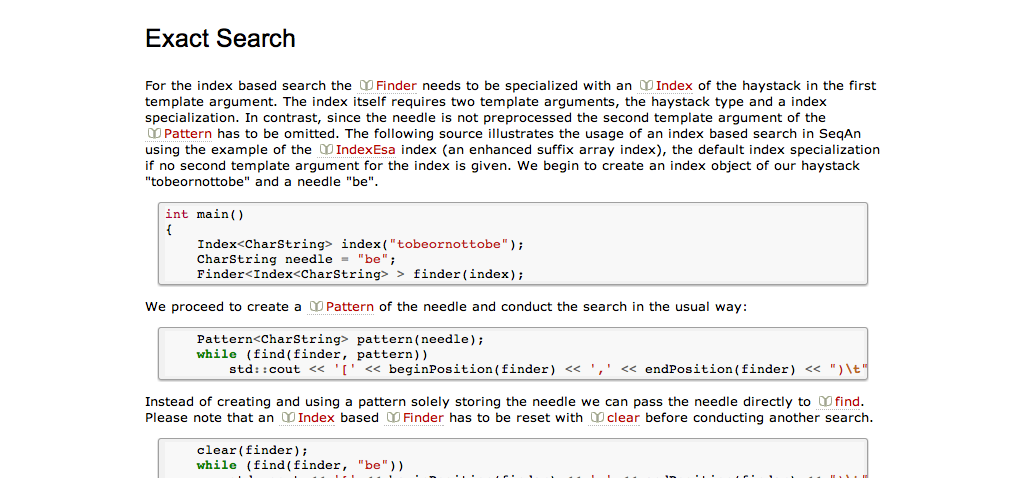 Exact Search
For the index based search the Finder needs to be specialized with an Index of the haystack in the first
template argument. The index itself requires two template arguments, the haystack type and a index
specialization. In contrast, since the needle is not preprocessed the second template argument of the
Pattern has to be omitted. The following source illustrates the usage of an index based search in SeqAn
using the example of the IndexEsa index (an enhanced suffix array index), the default index specialization
if no second template argument for the index is given. We begin to create an index object of our haystack
"tobeornottobe" and a needle "be".
int main()
{
    Index<CharString> index("tobeornottobe");
    CharString needle = "be";
    Finder<Index<CharString> > finder(index);
We proceed to create a Pattern of the needle and conduct the search in the usual way:
    Pattern<CharString> pattern(needle);
    while (find(finder, pattern))
        std::cout << '[' << beginPosition(finder) << ',' << endPosition(finder) << ")\t"
Instead of creating and using a pattern solely storing the needle we can pass the needle directly to find.
Please note that an Index based Finder has to be reset with clear before conducting another search.
    clear(finder);
    while (find(finder, "be"))